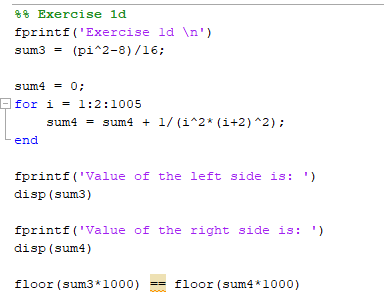 %% Exercise 1d
fprintf('Exercise 1d \n')
sum3 = (pi^2-8)/16;
sum4 = 0;
for i = 1:2:1005
sum4 = sum4 + 1/(i^2*(i+2)^2);
end
fprintf('Value of the left side is: ')
disp(sum3)
fprintf('Value of the right side is: ')
disp(sum4)
floor(sum3*1000) == floor(sum4*1000)